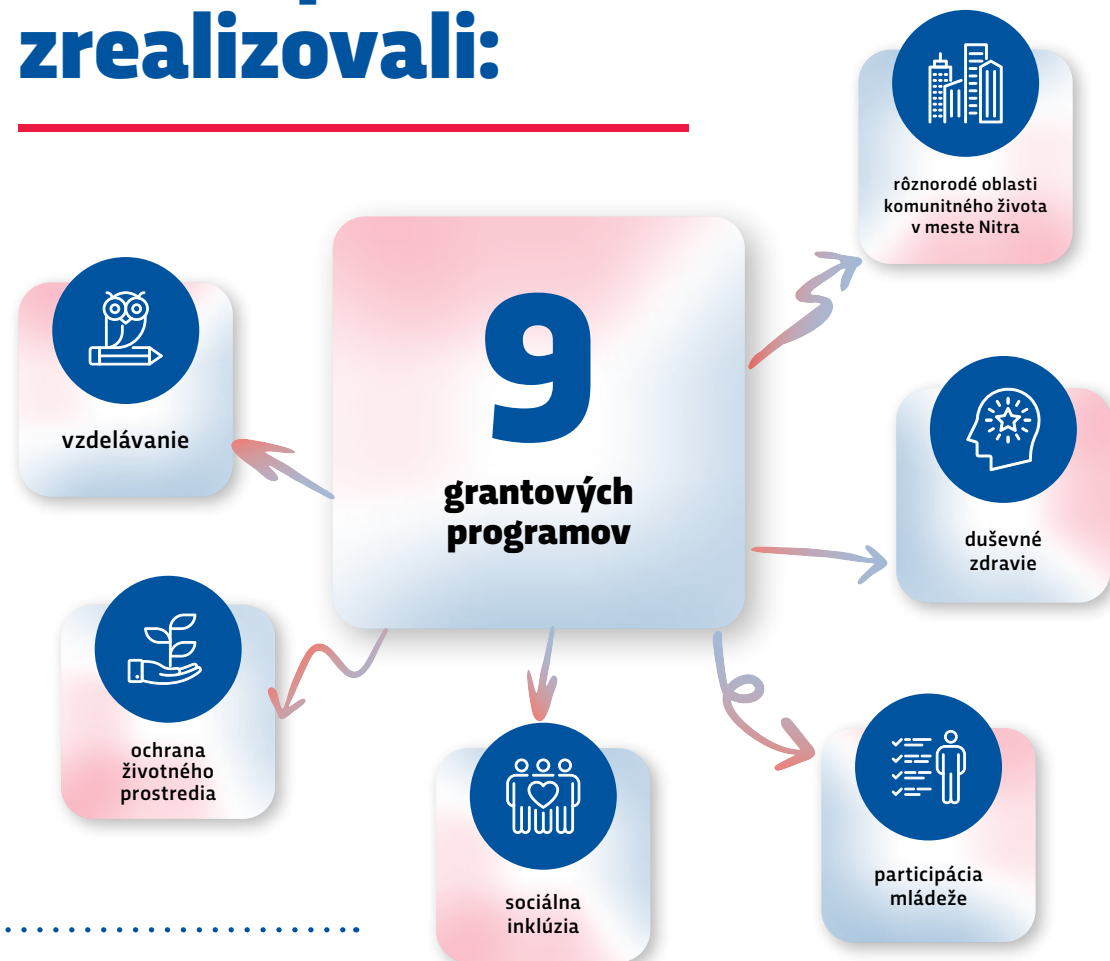 zrealizovali:
rôznorodé oblasti
komunitného života
v meste Nitra
9
grantových
programov
vzdelávanie
duševné
zdravie
ochrana
životného
prostredia
sociálna
inklúzia
participácia
mládeže